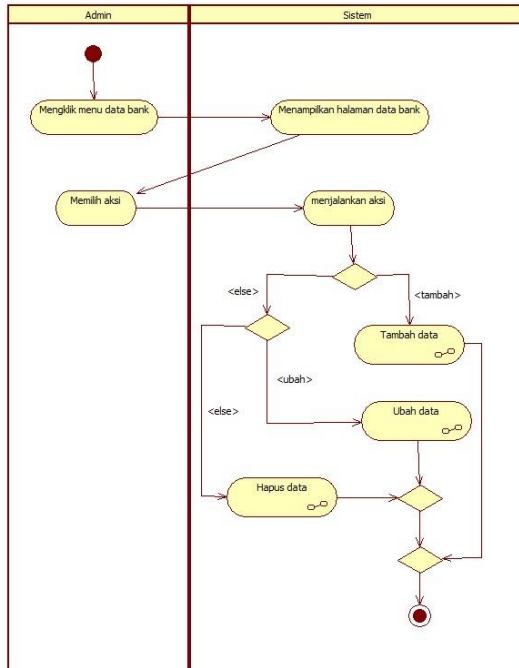 Admin
Sistem
Mengklik menu data bank
Menampilkan halaman data bank
Memilih aksi
menjalankan aksi
<else>
<tambah>
Tambah data
<ubah>
<else>
Ubah data
Hapus data